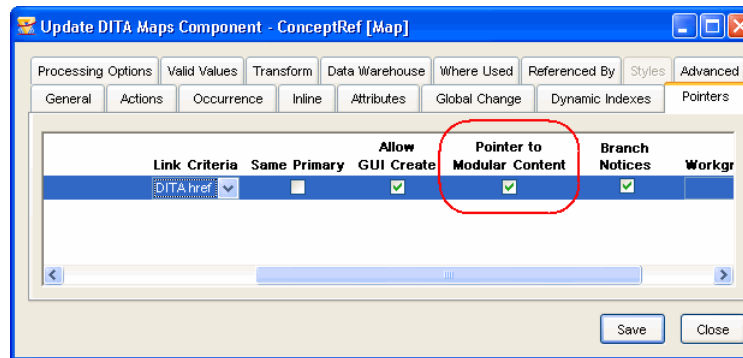 Update DITA Maps Component - ConceptRef [Map]
Processing Options Valid Values Transform Data Warehouse Where Used Referenced By Styles Advanced
General Actions Occurrence Inline Attributes Global Change Dynamic Indexes Pointers
Allow Pointer to Branch
Link Criteria Same Primary GUI Create Modular Content Notices Workgr
DITA href
Save Close